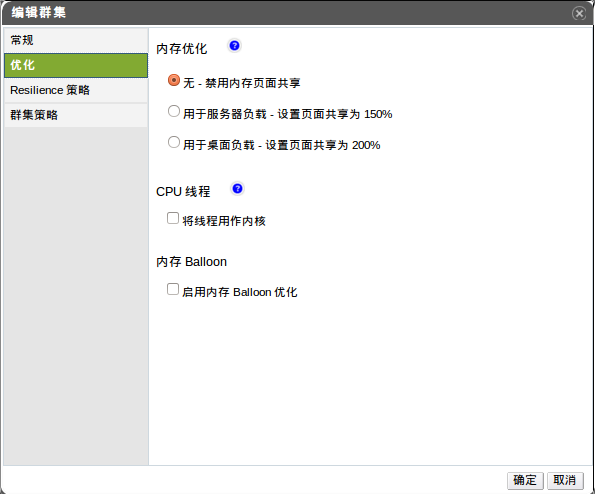 编辑群集
常规
优化
Resilience 策略
群集策略
内存优化
无 - 禁用内存页面共享
用于服务器负载 - 设置页面共享为 150%
用于桌面负载 - 设置页面共享为 200%
CPU 线程
将线程用作内核
内存 Balloon
启用内存 Balloon 优化
确定 取消